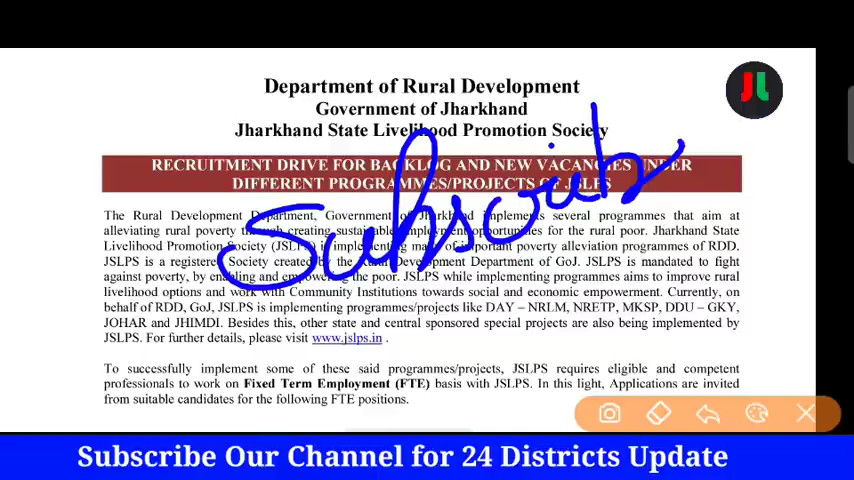 Department of Rural Development
Government of Jharkhand
Jharkhand State Livelihood Promotion Society
RECRUITMENT DRIVE FOR BACKLOG AND NEW VACANCIES UNDER
DIFFERENT PROGRAMMES/PROJECTS OF JSLPS
The Rural Development Department, Government of Jharkhand implements several programmes that aim at
alleviating rural poverty through creating sustainable employment opportunities for the rural poor. Jharkhand State
Livelihood Promotion Society (JSLPS) is implementing many of important poverty alleviation programmes of RDD.
JSLPS is a registered Society created by the Rural Development Department of GoJ. JSLPS is mandated to fight
against poverty, by enabling and empowering the poor. JSLPS while implementing programmes aims to improve rural
livelihood options and work with Community Institutions towards social and economic empowerment. Currently, on
behalf of RDD, GoJ, JSLPS is implementing programmes/projects like DAY – NRLM, NRETP, MKSP, DDU – GKY,
JOHAR and JHIMDI. Besides this, other state and central sponsored special projects are also being implemented by
JSLPS. For further details, please visit www.jslps.in .
To successfully implement some of these said programmes/projects, JSLPS requires eligible and competent
professionals to work on Fixed Term Employment (FTE) basis with JSLPS. In this light, Applications are invited
from suitable candidates for the following FTE positions.
Subscrib
JL
Subscribe Our Channel for 24 Districts Update